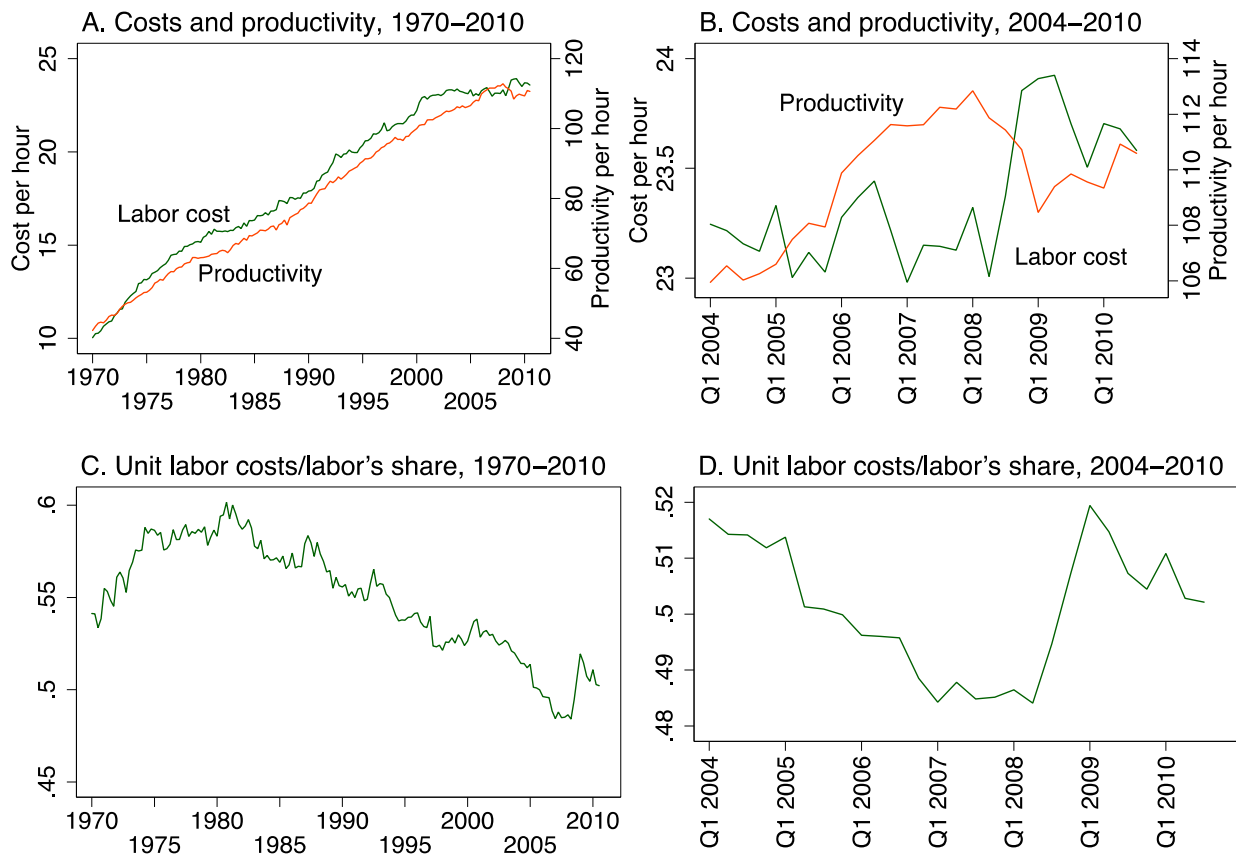 A. Costs and productivity, 1970–2010
Cost per hour
25
20
15
10
Productivity per hour
120
100
80
60
40
Labor cost
Productivity
1970
1980
1990
2000
2010
1975
1985
1995
2005
B. Costs and productivity, 2004–2010
Cost per hour
24
23.5
23
Productivity per hour
114
112
110
108
106
Productivity
Labor cost
Q1 2004
Q1 2005
Q1 2006
Q1 2007
Q1 2008
Q1 2009
Q1 2010
C. Unit labor costs/labor's share, 1970–2010
.6
.55
.5
.45
1970
1980
1990
2000
2010
1975
1985
1995
2005
D. Unit labor costs/labor's share, 2004–2010
.52
.51
.5
.49
.48
Q1 2004
Q1 2005
Q1 2006
Q1 2007
Q1 2008
Q1 2009
Q1 2010